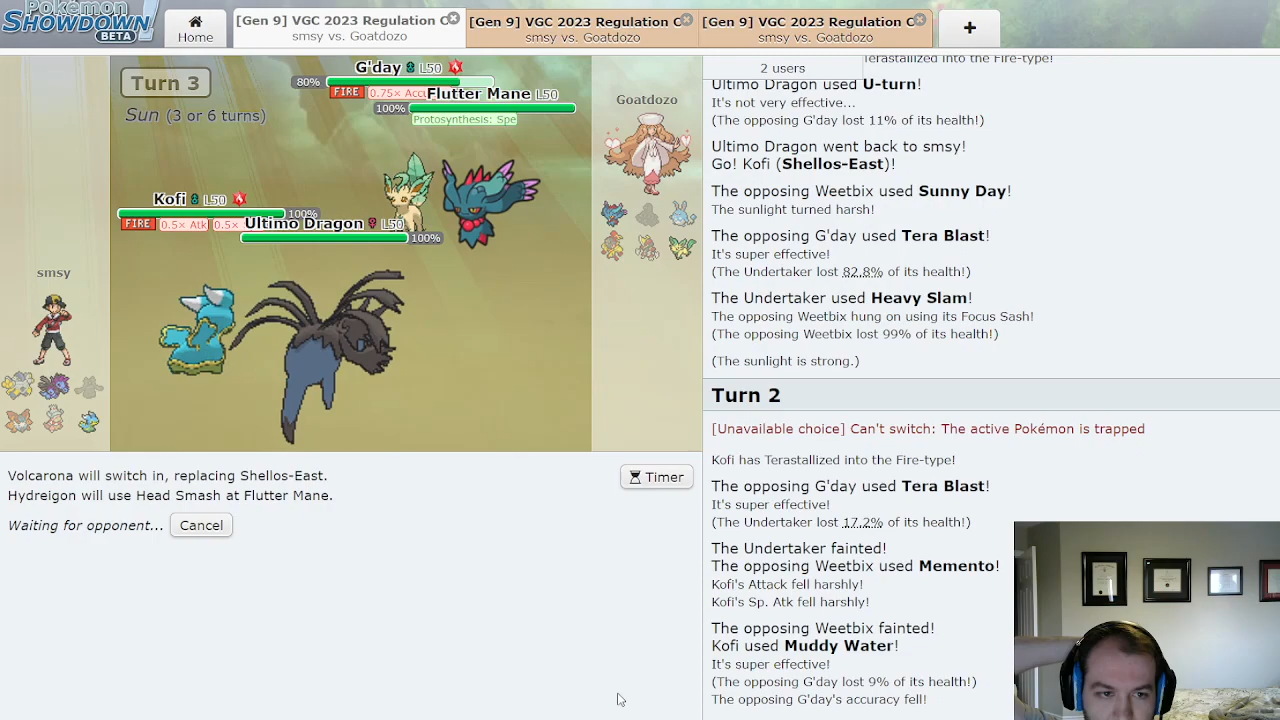 Pokémon
SHOWDOWN
BETA
Home
[Gen 9] VGC 2023 Regulation C
smsy vs. Goatdozo
[Gen 9] VGC 2023 Regulation C
smsy vs. Goatdozo
[Gen 9] VGC 2023 Regulation C
smsy vs. Goatdozo
+
Turn 3
Sun (3 or 6 turns)
G'day L50
80%
FIRE 0.75× Accu
Flutter Mane L50
100%
Protosynthesis: Spe
Kofi L50
100%
FIRE 0.5× Atk 0.5×
Ultimo Dragon L50
100%
smsy
Goatdozo
Volcarona will switch in, replacing Shellos-East.
Hydreigon will use Head Smash at Flutter Mane.
Waiting for opponent... Cancel
Timer
2 users
Terastallized into the Fire-type!
Ultimo Dragon used U-turn!
It's not very effective...
(The opposing G'day lost 11% of its health!)
Ultimo Dragon went back to smsy!
Go! Kofi (Shellos-East)!
The opposing Weetbix used Sunny Day!
The sunlight turned harsh!
The opposing G'day used Tera Blast!
It's super effective!
(The Undertaker lost 82.8% of its health!)
The Undertaker used Heavy Slam!
The opposing Weetbix hung on using its Focus Sash!
(The opposing Weetbix lost 99% of its health!)
(The sunlight is strong.)
Turn 2
[Unavailable choice] Can't switch: The active Pokémon is trapped
Kofi has Terastallized into the Fire-type!
The opposing G'day used Tera Blast!
It's super effective!
(The Undertaker lost 17.2% of its health!)
The Undertaker fainted!
The opposing Weetbix used Memento!
Kofi's Attack fell harshly!
Kofi's Sp. Atk fell harshly!
The opposing Weetbix fainted!
Kofi used Muddy Water!
It's super effective!
(The opposing G'day lost 9% of its health!)
The opposing G'day's accuracy fell!